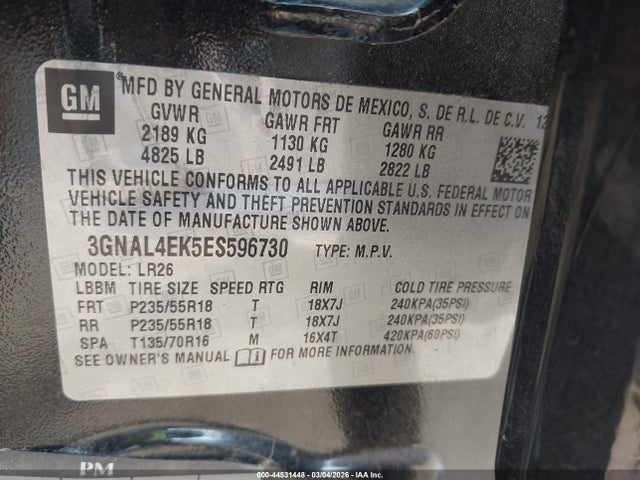 GM
MFD BY GENERAL MOTORS DE MEXICO, S. DE R.L. DE C.V. 12
GVWR GAWR FRT GAWR RR
2189 KG 1130 KG 1280 KG
4825 LB 2491 LB 2822 LB
THIS VEHICLE CONFORMS TO ALL APPLICABLE U.S. FEDERAL MOTOR
VEHICLE SAFETY AND THEFT PREVENTION STANDARDS IN EFFECT ON
THE DATE OF MANUFACTURE SHOWN ABOVE.
3GNAL4EK5ES596730 TYPE: M.P.V.
MODEL: LR26
LBBM TIRE SIZE SPEED RTG RIM COLD TIRE PRESSURE
FRT P235/55R18 T 18X7J 240KPA(35PSI)
RR P235/55R18 T 18X7J 240KPA(35PSI)
SPA T135/70R16 M 16X4T 420KPA(60PSI)
SEE OWNER'S MANUAL FOR MORE INFORMATION.
PM
000-44531448 - 03/04/2026 - IAA, Inc.